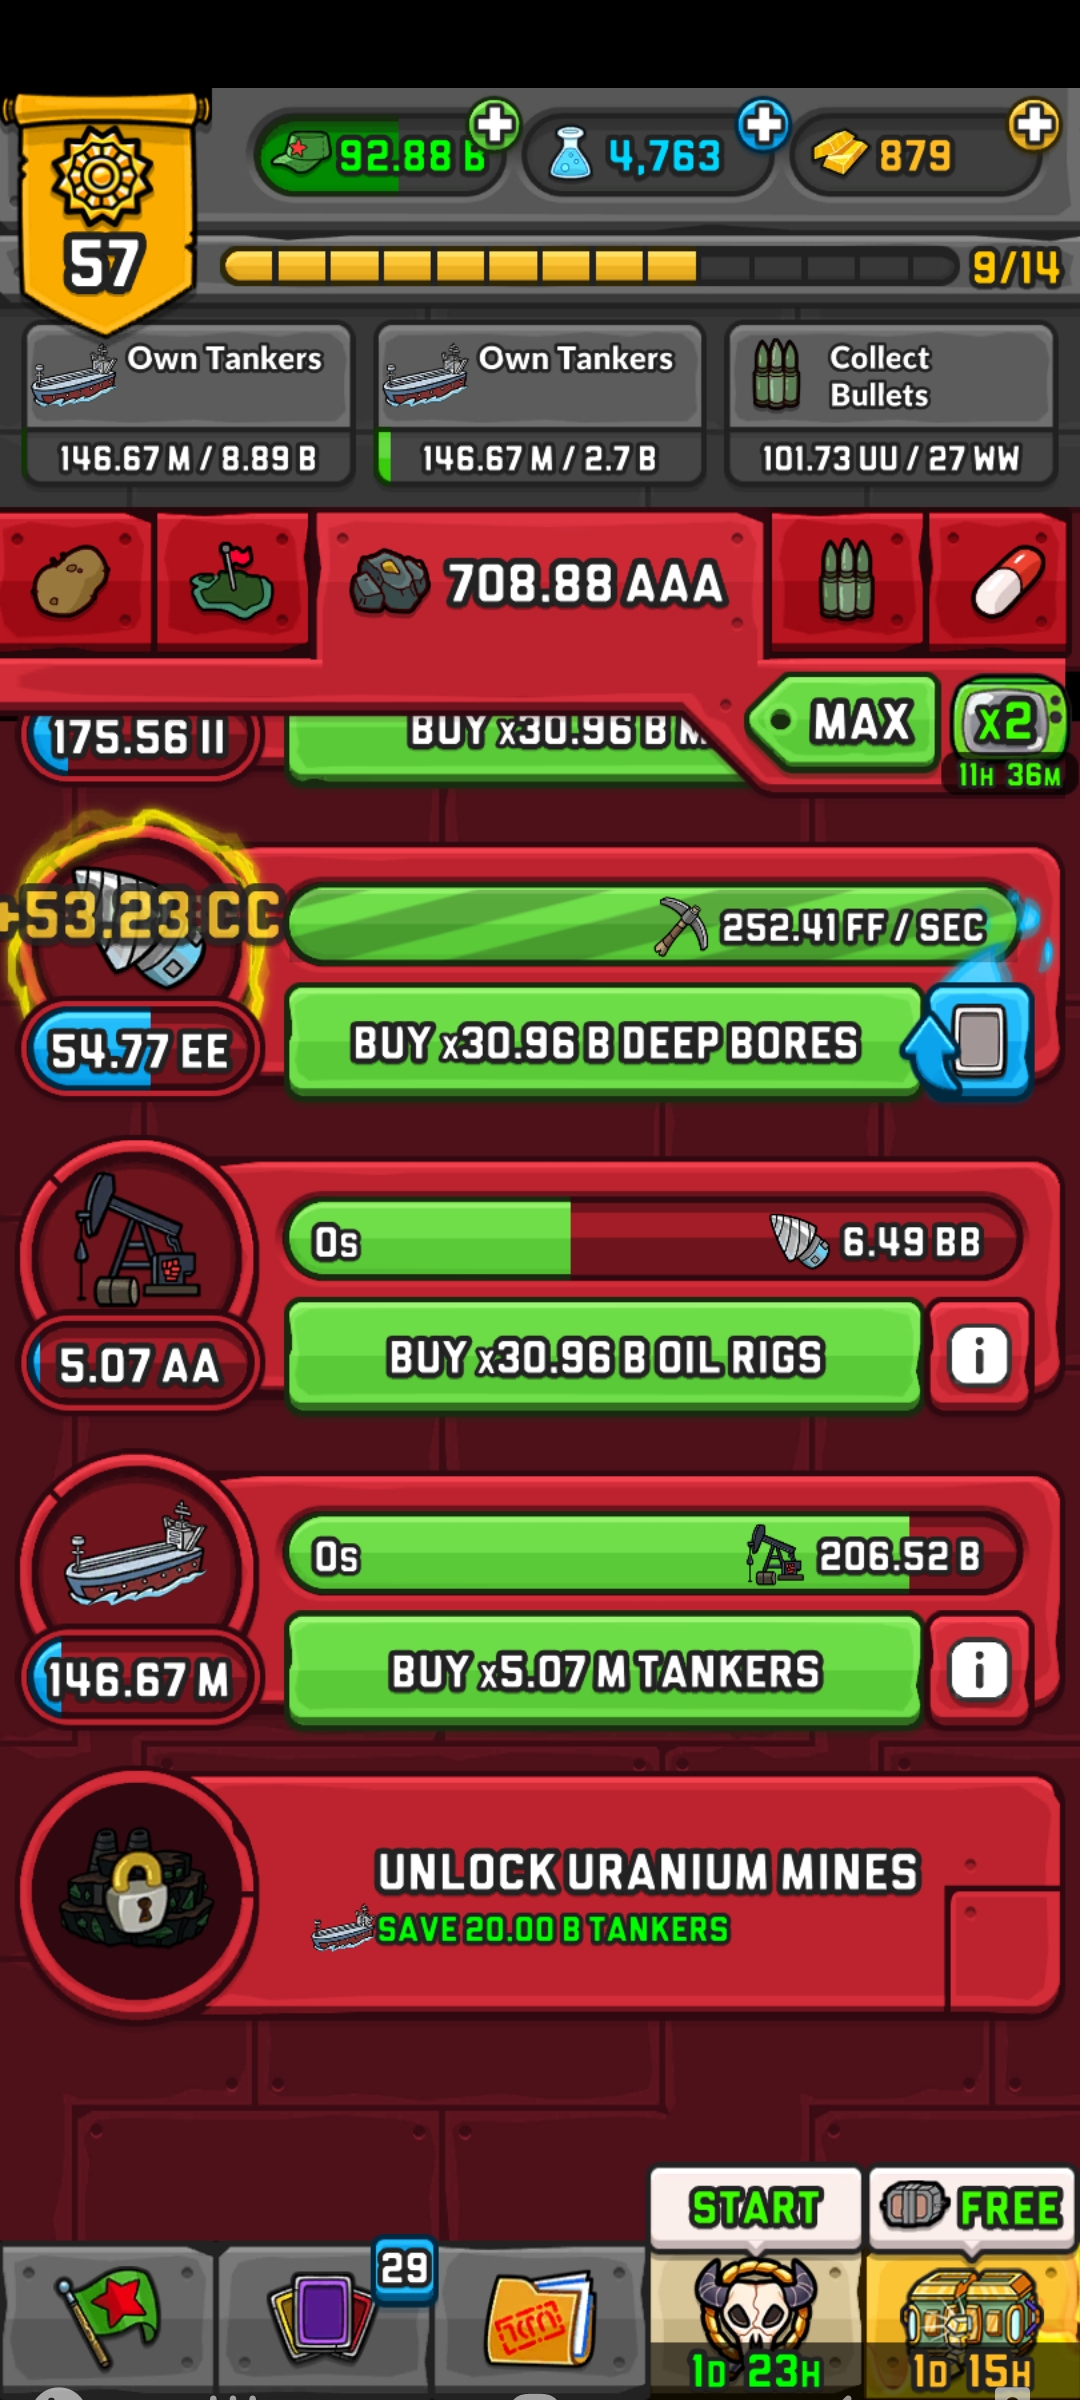 92.88 B
4,763
879
57
9/14
Own Tankers
146.67 M / 8.89 B
Own Tankers
146.67 M / 2.7 B
Collect
Bullets
101.73 UU / 27 WW
708.88 AAA
MAX
x2
11H 36M
175.56 II
BUY x30.96 B M
+53.23 CC
252.41 FF / SEC
54.77 EE
BUY x30.96 B DEEP BORES
0s
6.49 BB
5.07 AA
BUY x30.96 B OIL RIGS
i
0s
206.52 B
146.67 M
BUY x5.07 M TANKERS
i
UNLOCK URANIUM MINES
SAVE 20.00 B TANKERS
START
FREE
29
1D 23H
1D 15H